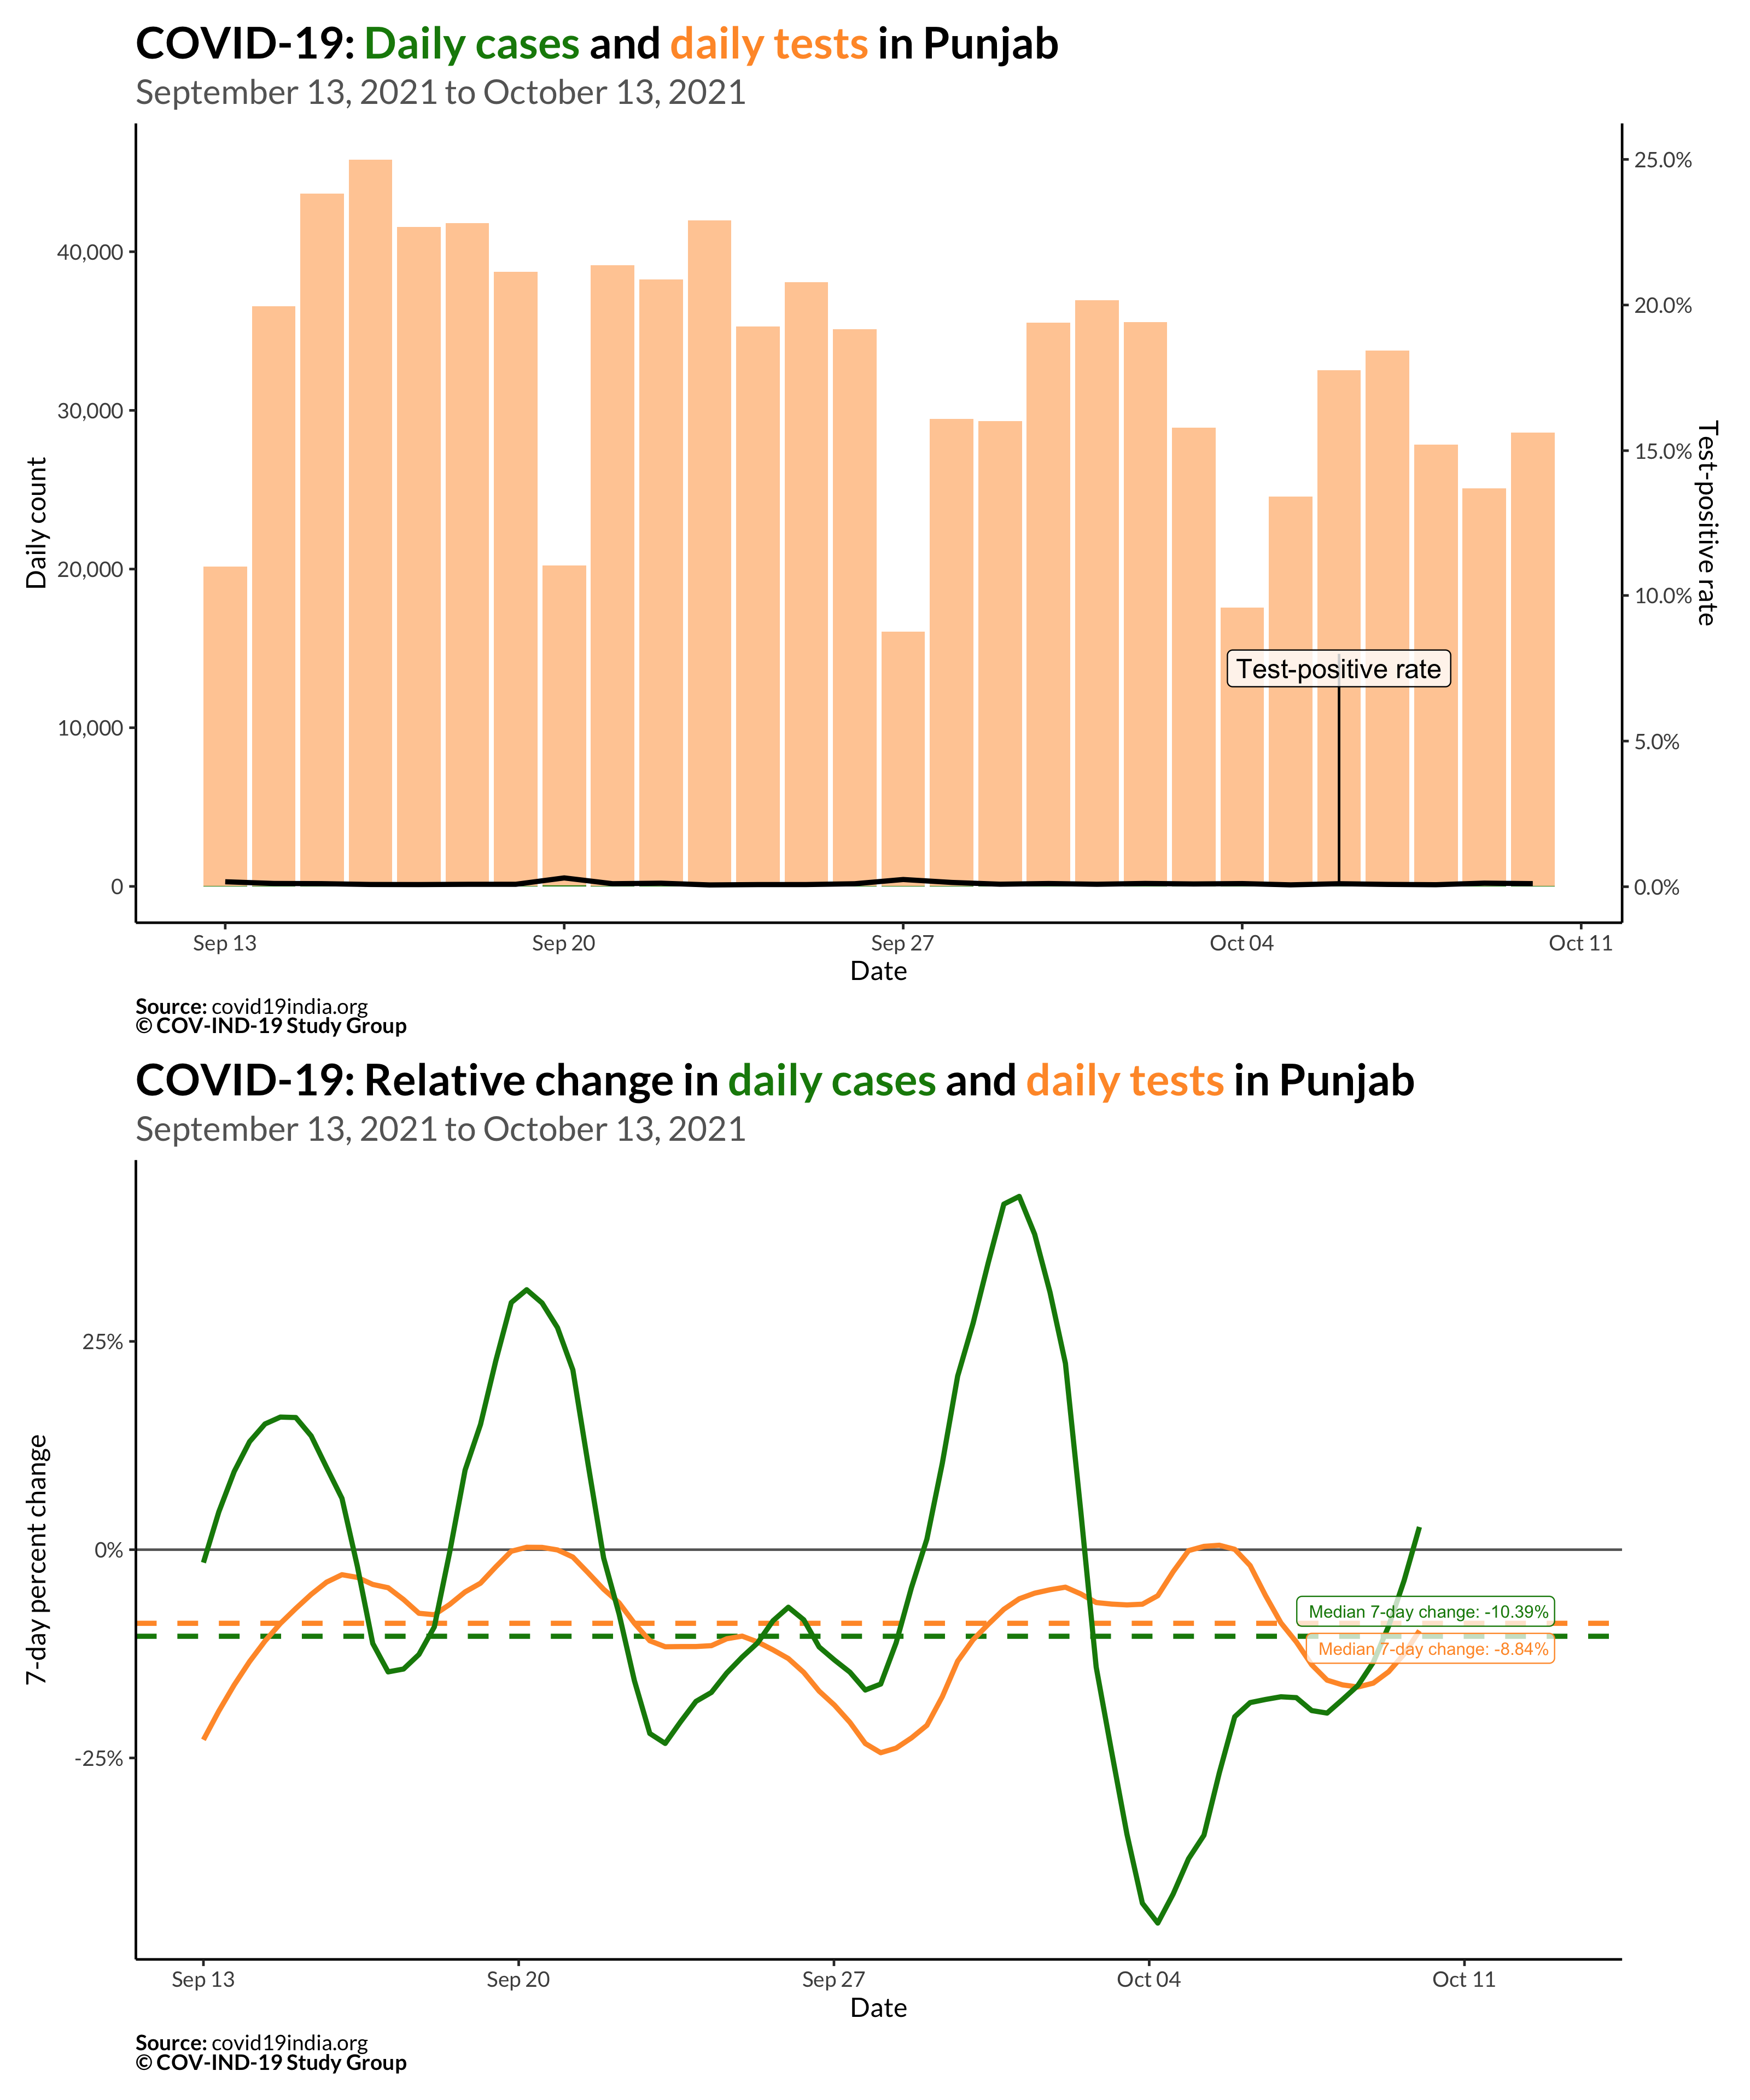 COVID-19: Daily cases and daily tests in Punjab
September 13, 2021 to October 13, 2021
Daily count
40,000
30,000
20,000
10,000
0
25.0%
20.0%
15.0%
10.0%
5.0%
0.0%
Test-positive rate
Test-positive rate
Sep 13
Sep 20
Sep 27
Oct 04
Oct 11
Date
Source: covid19india.org
© COV-IND-19 Study Group
COVID-19: Relative change in daily cases and daily tests in Punjab
September 13, 2021 to October 13, 2021
7-day percent change
25%
0%
-25%
Median 7-day change: -10.39%
Median 7-day change: -8.84%
Sep 13
Sep 20
Sep 27
Oct 04
Oct 11
Date
Source: covid19india.org
© COV-IND-19 Study Group